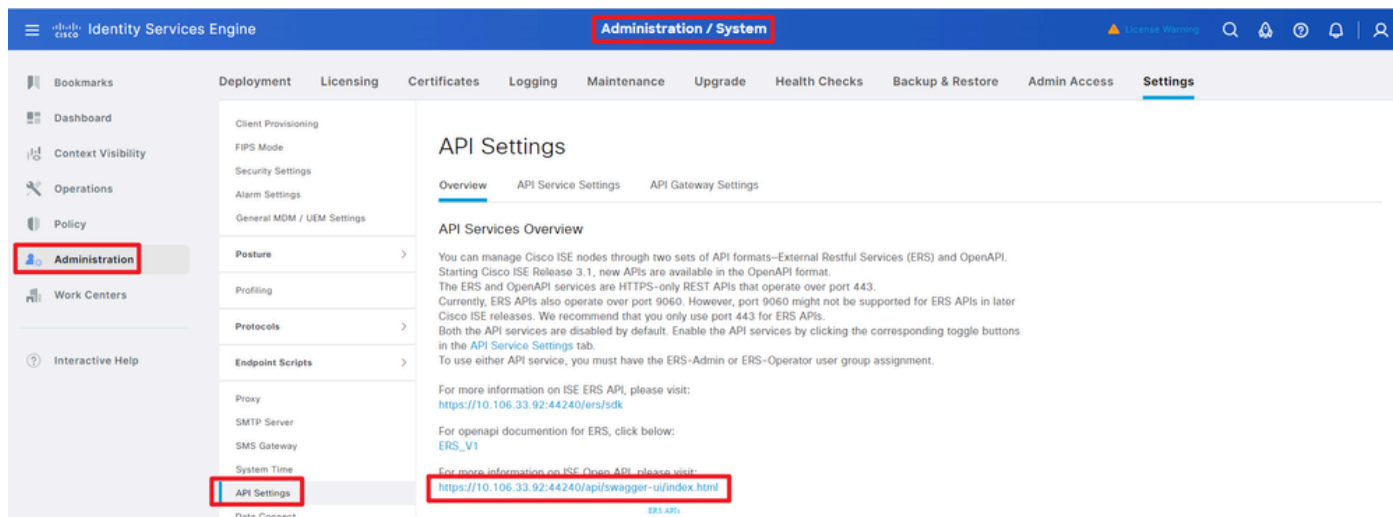 cisco Identity Services Engine
Administration / System
License Warning
Bookmarks
Dashboard
Context Visibility
Operations
Policy
Administration
Work Centers
Interactive Help
Deployment Licensing Certificates Logging Maintenance Upgrade Health Checks Backup & Restore Admin Access Settings
Client Provisioning
FIPS Mode
Security Settings
Alarm Settings
General MDM / UEM Settings
Posture
Profiling
Protocols
Endpoint Scripts
Proxy
SMTP Server
SMS Gateway
System Time
API Settings
Data Connect
API Settings
Overview API Service Settings API Gateway Settings
API Services Overview
You can manage Cisco ISE nodes through two sets of API formats–External Restful Services (ERS) and OpenAPI.
Starting Cisco ISE Release 3.1, new APIs are available in the OpenAPI format.
The ERS and OpenAPI services are HTTPS-only REST APIs that operate over port 443.
Currently, ERS APIs also operate over port 9060. However, port 9060 might not be supported for ERS APIs in later
Cisco ISE releases. We recommend that you only use port 443 for ERS APIs.
Both the API services are disabled by default. Enable the API services by clicking the corresponding toggle buttons
in the API Service Settings tab.
To use either API service, you must have the ERS-Admin or ERS-Operator user group assignment.
For more information on ISE ERS API, please visit:
https://10.106.33.92:44240/ers/sdk
For openapi documention for ERS, click below:
ERS_V1
For more information on ISE Open API, please visit:
https://10.106.33.92:44240/api/swagger-ui/index.html
ERS APIs